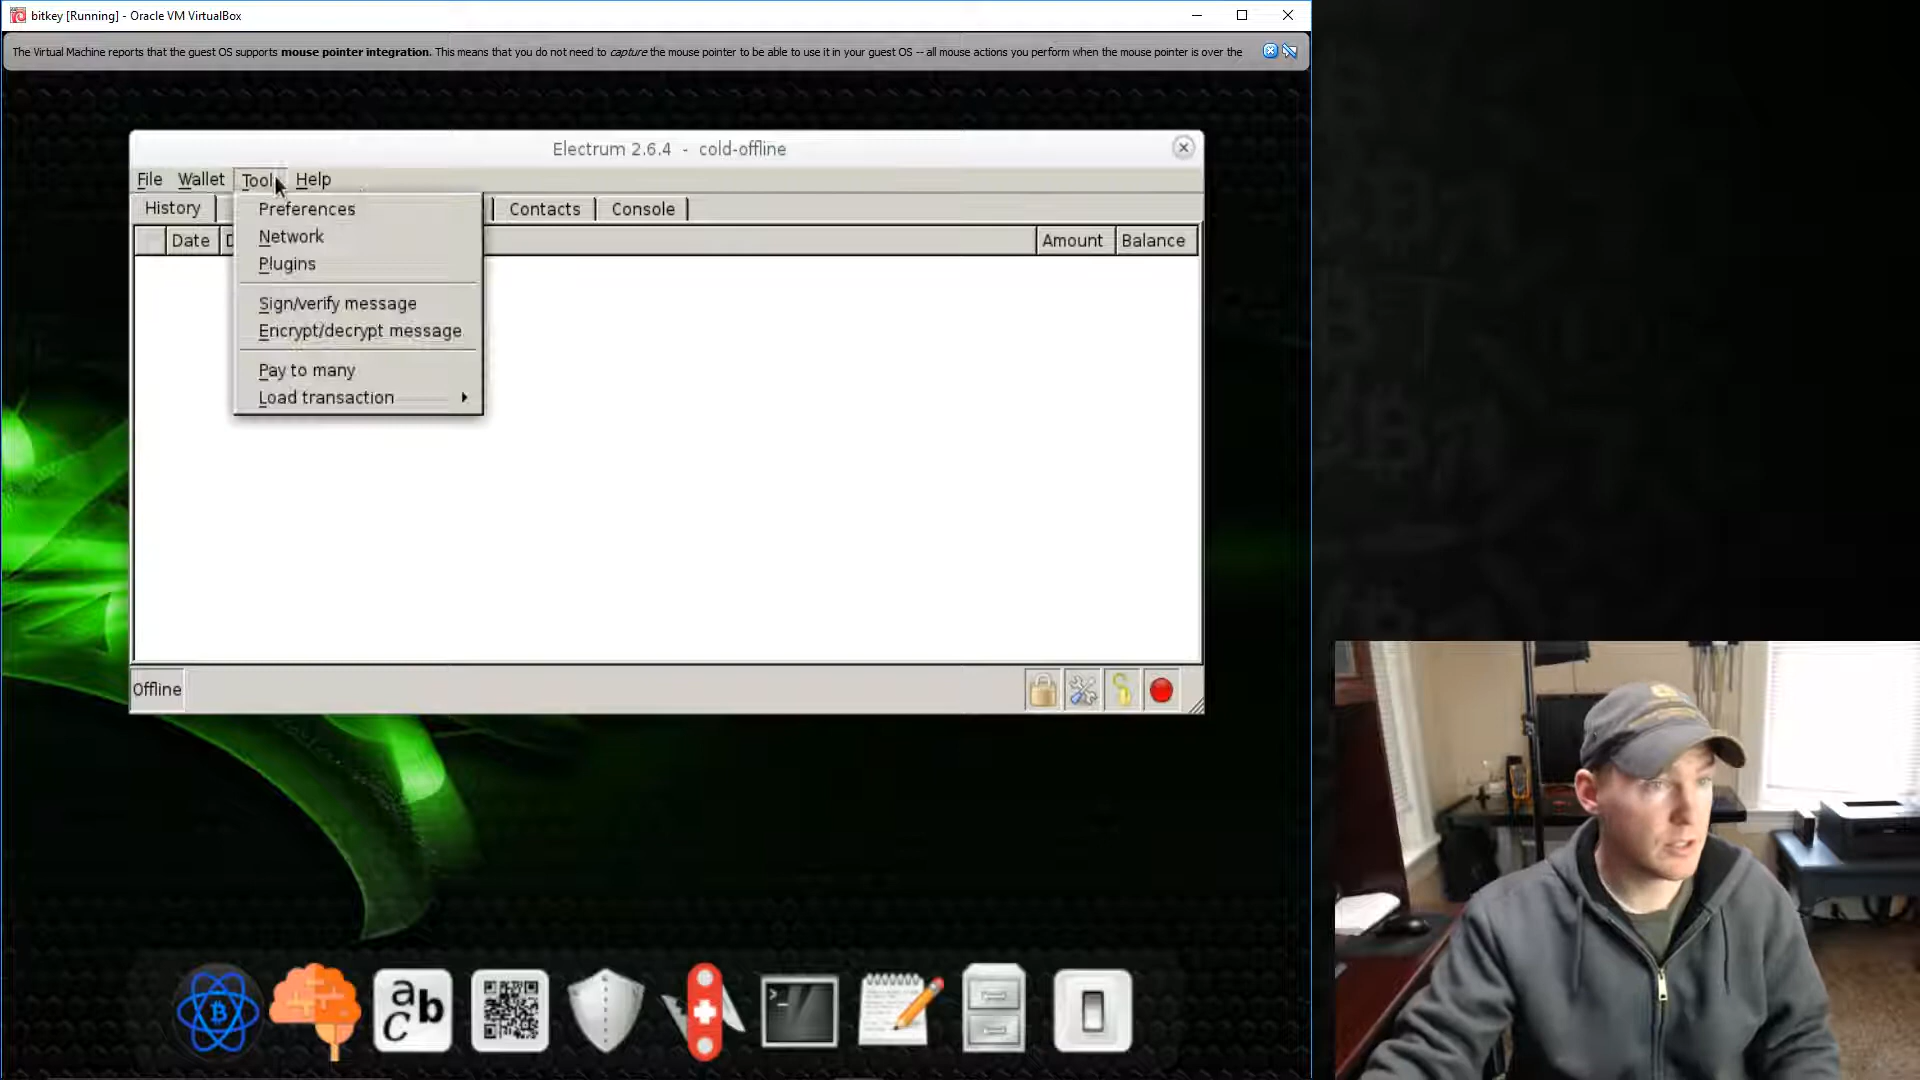 bitkey [Running] - Oracle VM VirtualBox
The Virtual Machine reports that the guest OS supports mouse pointer integration. This means that you do not need to capture the mouse pointer to be able to use it in your guest OS -- all mouse actions you perform when the mouse pointer is over the
Electrum 2.6.4 - cold-offline
File Wallet Tool Help
History Contacts Console
Date D Amount Balance
Preferences
Network
Plugins
Sign/verify message
Encrypt/decrypt message
Pay to many
Load transaction
Offline
a b c
>_